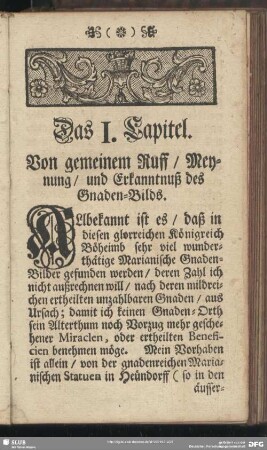 Das I. Capitel.
Von gemeinem Ruff / Mey-
nung / und Erkanntnuß des
Gnaden-Bilds.
ALlbekannt ist es / daß in
diesen glorreichen Königreich
Böheimb sehr viel wunder-
thätige Marianische Gnaden-
Bilder gefunden werden / deren Zahl ich
nicht außrechnen will / nach deren mildrei-
chen ertheilten unzahlbaren Gnaden / aus
Ursach; damit ich keinen Gnaden-Orth
sein Alterthum noch Vorzug mehr gesche-
hener Miraclen, oder ertheilten Benefi-
cien benehmen möge. Mein Vorhaben
ist allein / von der gnadenreichen Maria-
nischen Statuen in Heündorff ( so in den
äusser-
SLUB
DFG